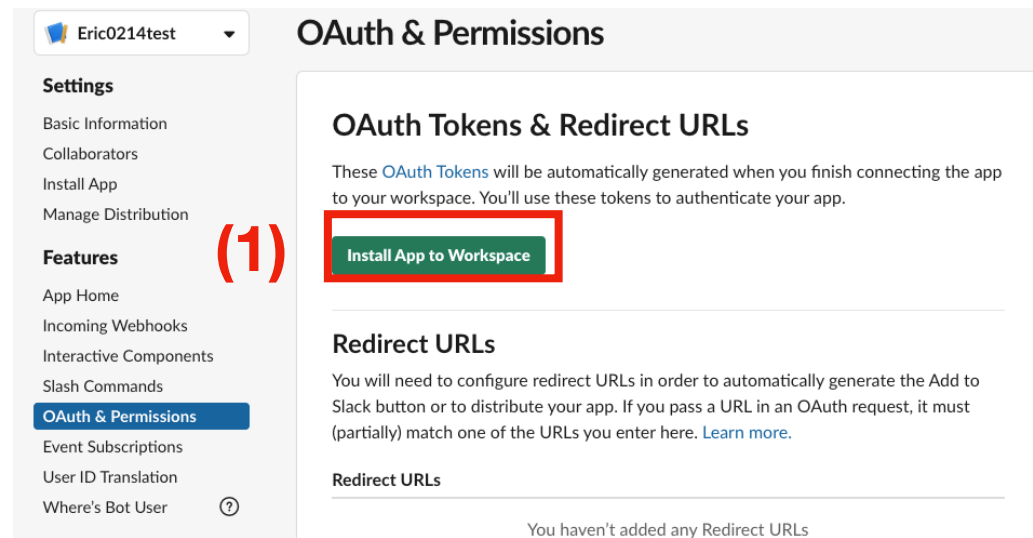 Eric0214test
OAuth & Permissions
Settings
Basic Information
Collaborators
Install App
Manage Distribution
Features
App Home
Incoming Webhooks
Interactive Components
Slash Commands
OAuth & Permissions
Event Subscriptions
User ID Translation
Where's Bot User
?
OAuth Tokens & Redirect URLs
These OAuth Tokens will be automatically generated when you finish connecting the app
to your workspace. You'll use these tokens to authenticate your app.
(1)
Install App to Workspace
Redirect URLs
You will need to configure redirect URLs in order to automatically generate the Add to
Slack button or to distribute your app. If you pass a URL in an OAuth request, it must
(partially) match one of the URLs you enter here. Learn more.
Redirect URLs
You haven't added any Redirect URLs